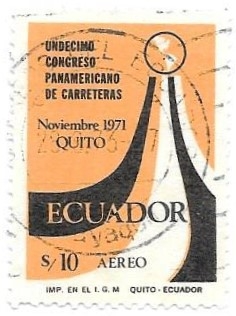 UNDECIMO
CONGRESO
PANAMERICANO
DE CARRETERAS
Noviembre 1971
QUITO
ECUADOR
S/10 AEREO
IMP. EN EL I. G. M QUITO - ECUADOR